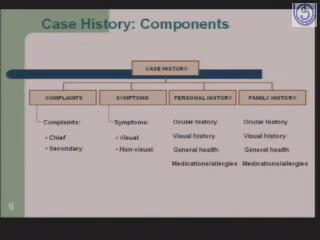 Case History: Components
CASE HISTORY
COMPLAINTS
SYMPTOMS
PERSONAL HISTORY
FAMILY HISTORY
Complaints:
• Chief
• Secondary
Symptoms:
• Visual
• Non-visual
Ocular history
Visual history
General health
Medications/allergies
Ocular history
Visual history
General health
Medications/allergies
6